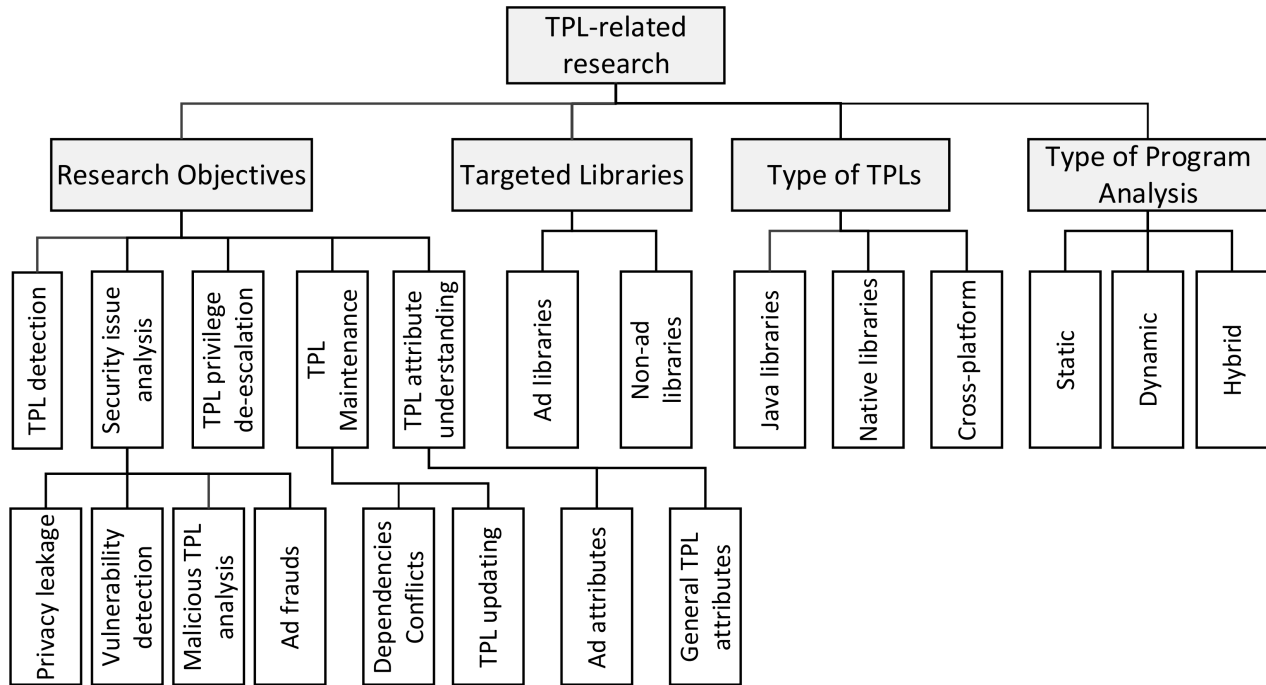 TPL-related
research
Research Objectives
Targeted Libraries
Type of TPLs
Type of Program
Analysis
TPL detection
Security issue
analysis
TPL privilege
de-escalation
TPL
Maintenance
TPL attribute
understanding
Ad libraries
Non-ad
libraries
Java libraries
Native libraries
Cross-platform
Static
Dynamic
Hybrid
Privacy leakage
Vulnerability
detection
Malicious TPL
analysis
Ad frauds
Dependencies
Conflicts
TPL updating
Ad attributes
General TPL
attributes